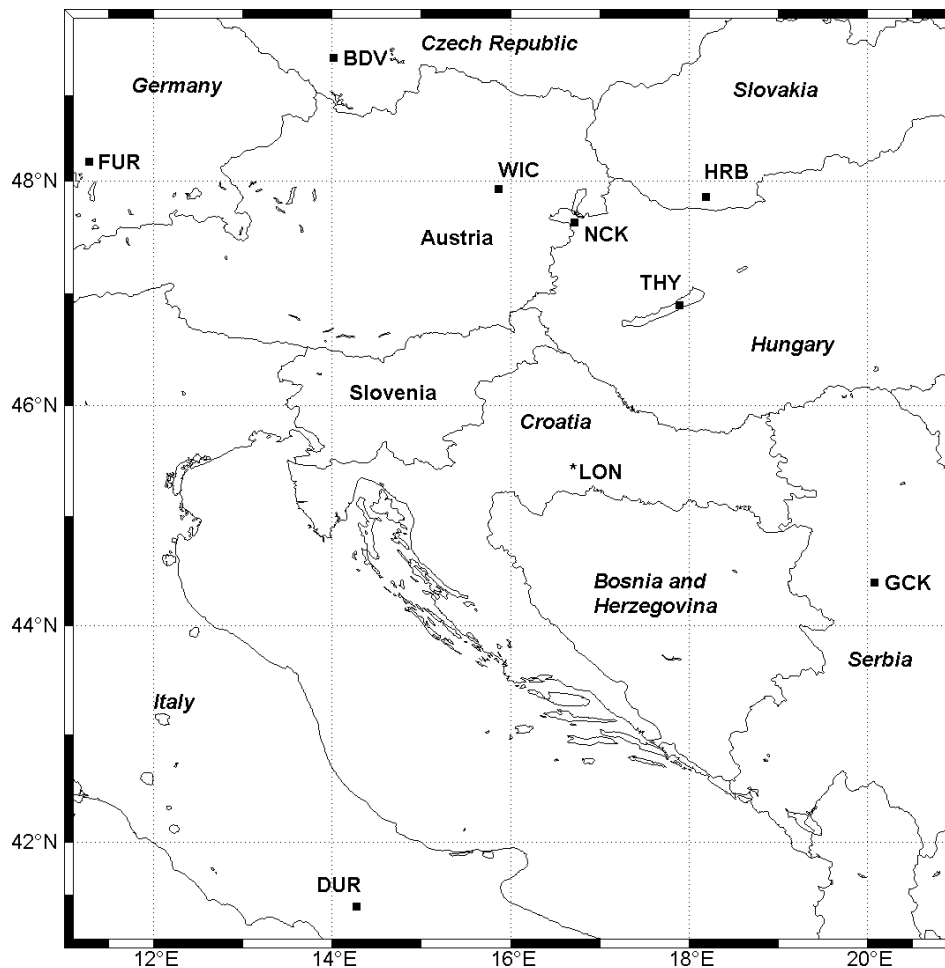 Czech Republic
BDV
Germany
Slovakia
FUR
48°N
WIC
HRB
Austria
NCK
THY
Hungary
Slovenia
46°N
Croatia
*LON
Bosnia and
Herzegovina
GCK
44°N
Serbia
Italy
42°N
DUR
12°E
14°E
16°E
18°E
20°E